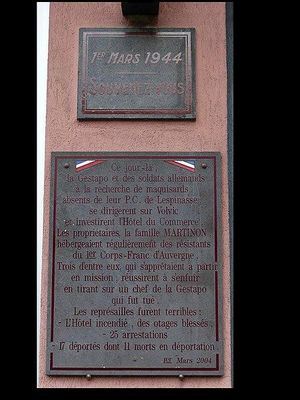 1ER MARS 1944
SOUVENEZ-VOUS
Ce jour-là
la Gestapo et des soldats allemands
à la recherche de maquisards
absents de leur P.C. de Lespinasse,
se dirigèrent sur Volvic
et investirent l'Hôtel du Commerce.
Les propriétaires, la famille MARTINON
hébergeaient régulièrement des résistants
du 1ER Corps-Franc d'Auvergne.
Trois d'entre eux, qui s'apprêtaient à partir
en mission, réussirent à s'enfuir
en tirant sur un chef de la Gestapo
qui fut tué.
Les représailles furent terribles :
- L'Hôtel incendié, des otages blessés,
- 25 arrestations
- 17 déportés dont 11 morts en déportation.
1ER Mars 2004